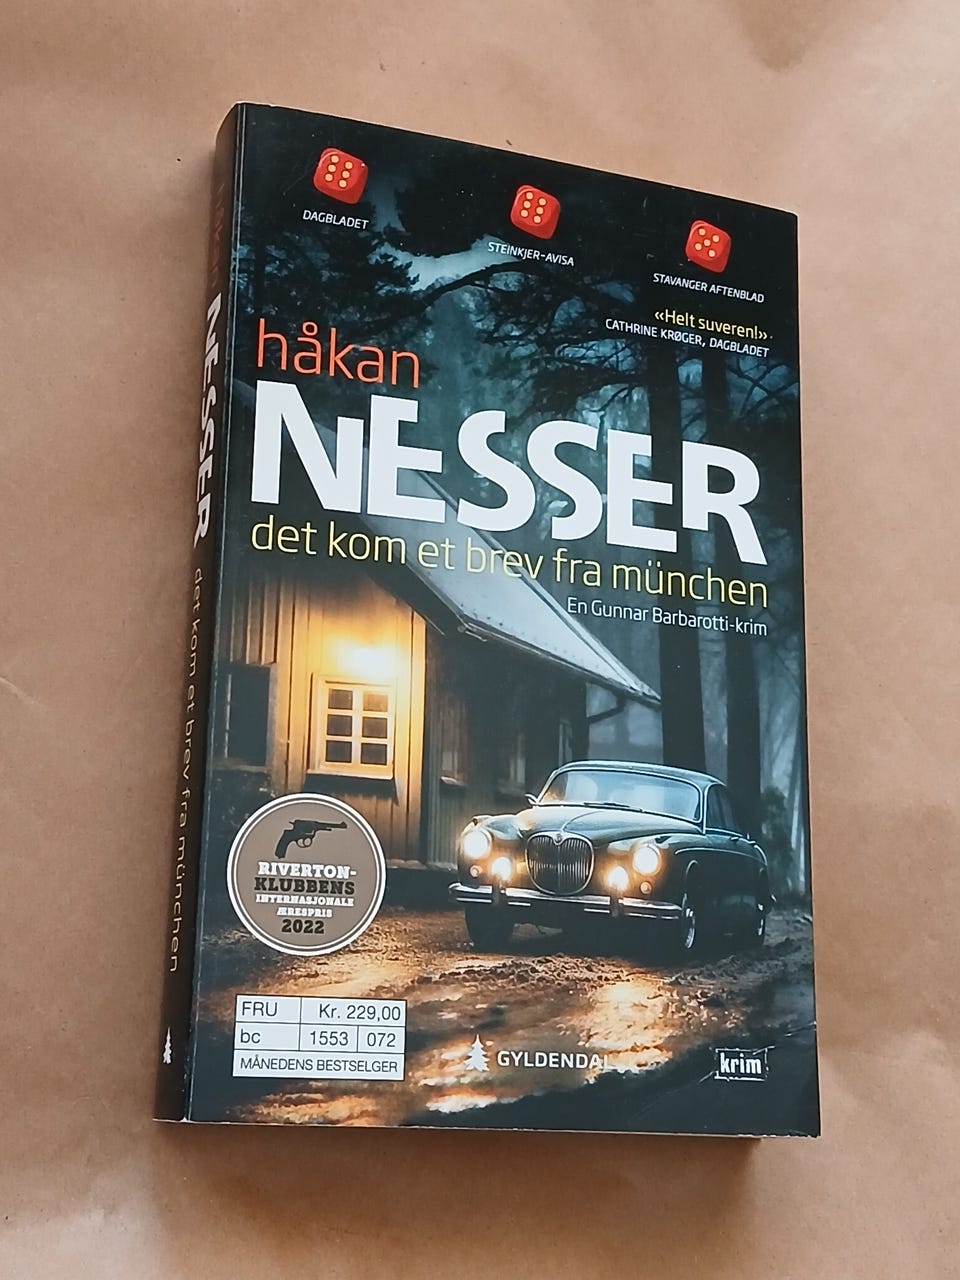 DAGBLADET
STEINKJER-AVISA
STAVANGER AFTENBLAD
«Helt suveren!»
CATHRINE KRØGER, DAGBLADET
håkan
NESSER
det kom et brev fra münchen
En Gunnar Barbarotti-krim
RIVERTON-
KLUBBENS
INTERNASJONALE
ÆRESPRIS
2022
FRU Kr. 229,00
bc 1553 072
MÅNEDENS BESTSELGER
GYLDENDAL
krim
håkan NESSER det kom et brev fra münchen